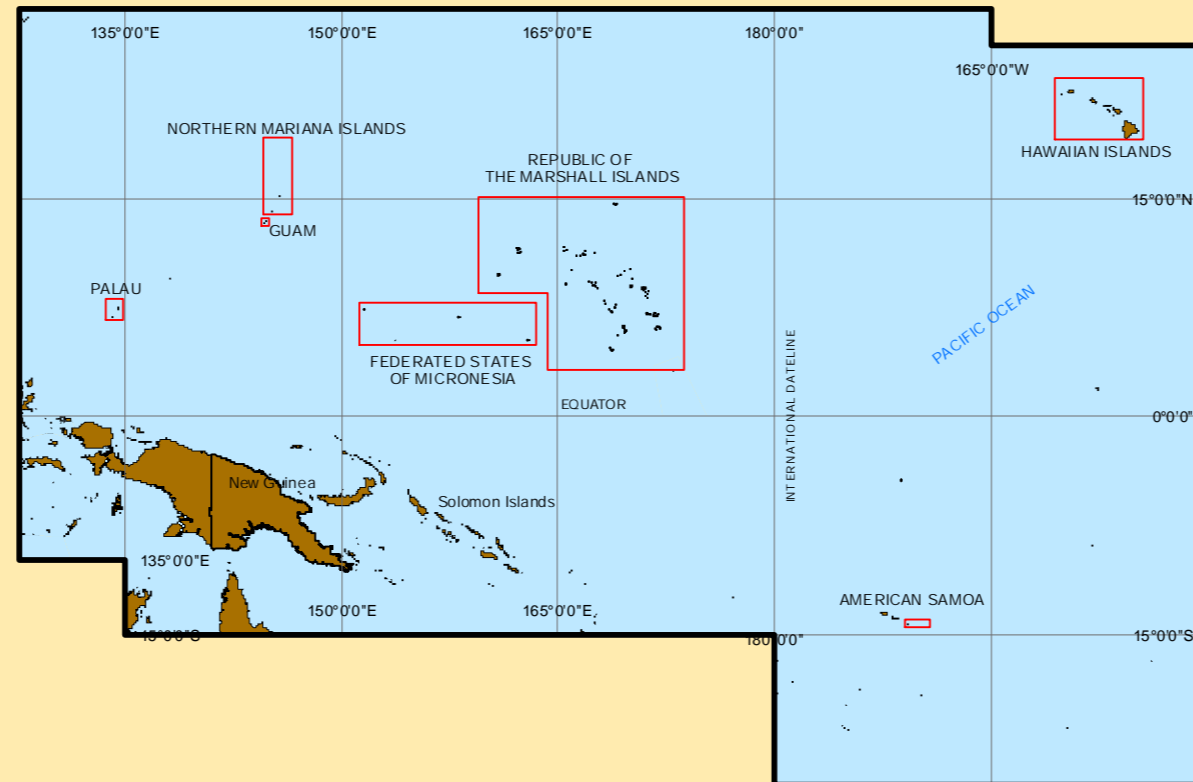 135°0'0"E
150°0'0"E
165°0'0"E
180°0'0"
165°0'0"W
NORTHERN MARIANA ISLANDS
REPUBLIC OF
THE MARSHALL ISLANDS
HAWAIIAN ISLANDS
15°0'0"N
GUAM
PALAU
PACIFIC OCEAN
FEDERATED STATES
OF MICRONESIA
INTERNATIONAL DATELINE
EQUATOR
0°0'0"
New Guinea
Solomon Islands
135°0'0"E
150°0'0"E
165°0'0"E
AMERICAN SAMOA
15°0'0"S
180°0'0"
15°0'0"S